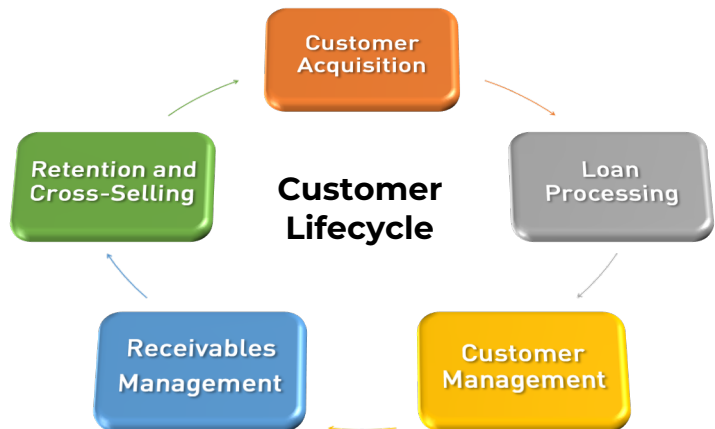 Customer
Acquisition
Retention and
Cross-Selling
Customer
Lifecycle
Loan
Processing
Receivables
Management
Customer
Management